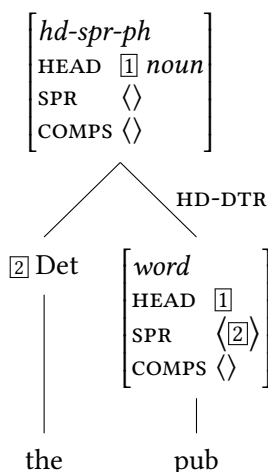 hd-spr-ph
HEAD 1 noun
SPR ⟨⟩
COMPS ⟨⟩
HD-DTR
2 Det
word
HEAD 1
SPR ⟨2⟩
COMPS ⟨⟩
the
pub